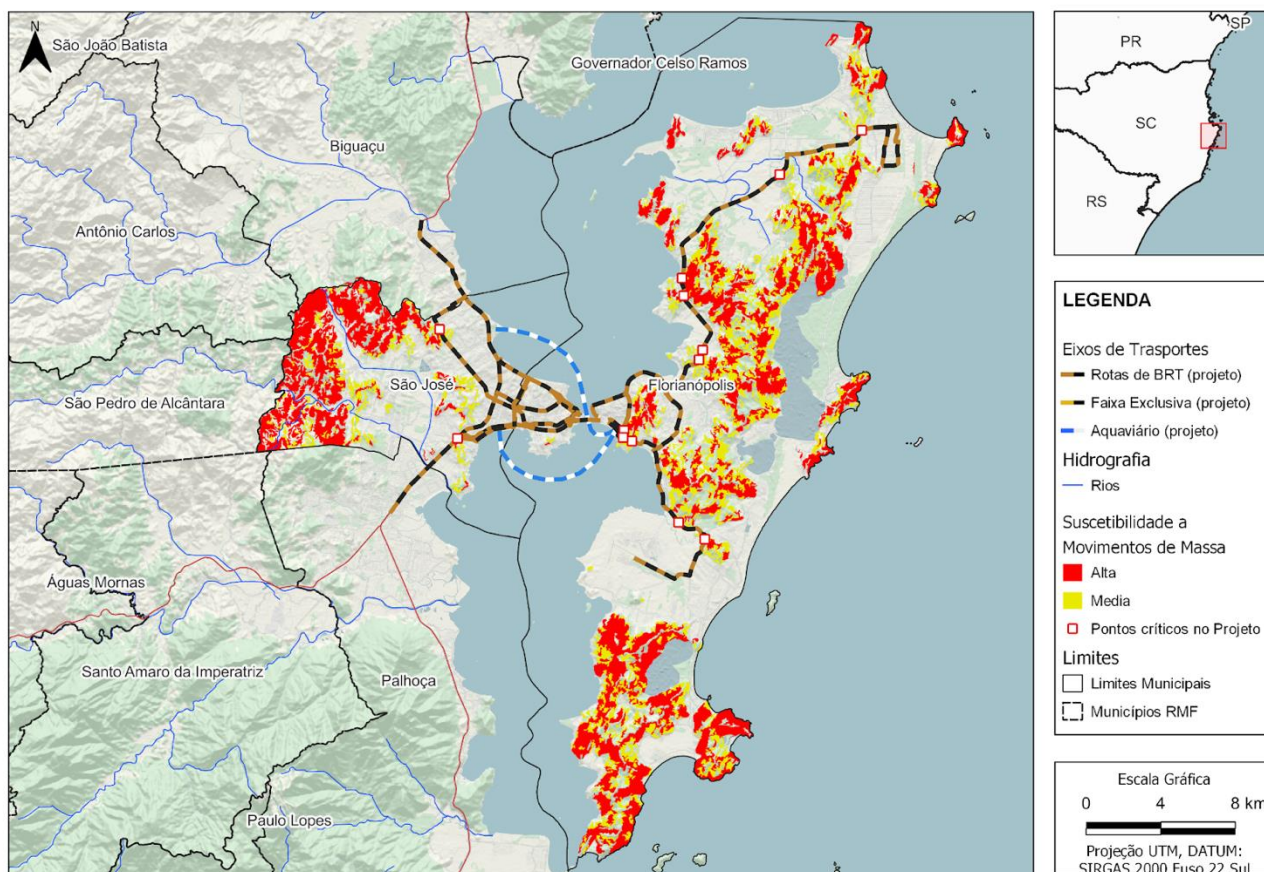 N
São João Batista
Governador Celso Ramos
Biguaçu
Antônio Carlos
São José
Florianópolis
São Pedro de Alcântara
Águas Mornas
Santo Amaro da Imperatriz
Palhoça
Paulo Lopes
SP
PR
SC
RS
LEGENDA
Eixos de Trasportes
Rotas de BRT (projeto)
Faixa Exclusiva (projeto)
Aquaviário (projeto)
Hidrografia
Rios
Suscetibilidade a
Movimentos de Massa
Alta
Media
Pontos críticos no Projeto
Limites
Limites Municipais
Municípios RMF
Escala Gráfica
0 4 8 km
Projeção UTM, DATUM:
SIRGAS 2000 Fuso 22 Sul